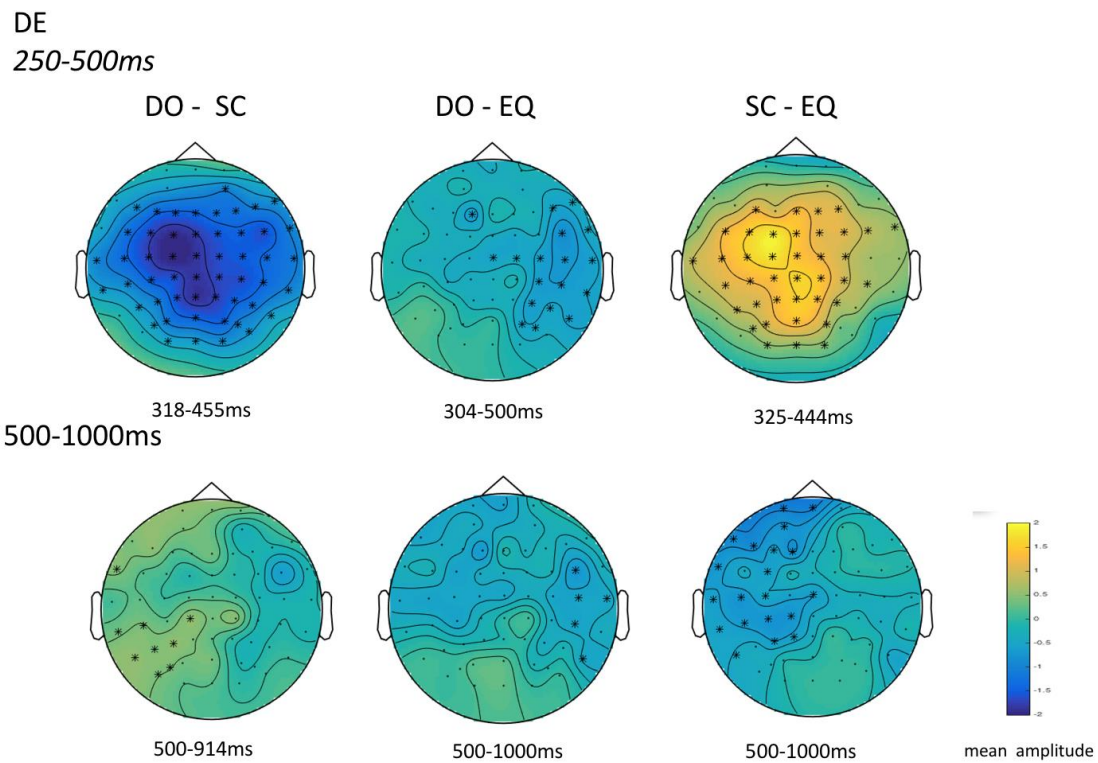 DE
250-500ms
DO - SC
DO - EQ
SC - EQ
318-455ms
304-500ms
325-444ms
500-1000ms
2
1.5
1
0.5
0
-0.5
-1
-1.5
-2
500-914ms
500-1000ms
500-1000ms
mean amplitude